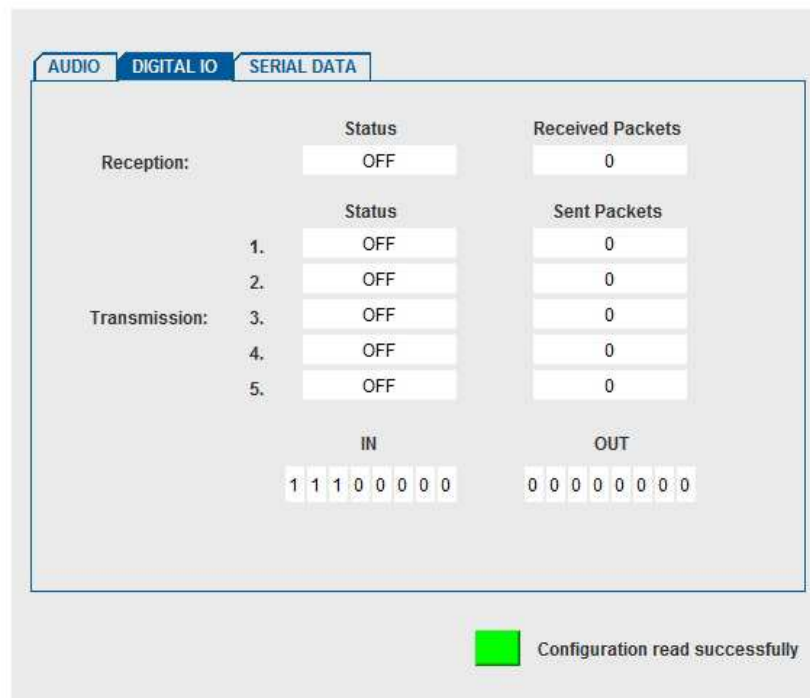 AUDIO DIGITAL IO SERIAL DATA
Status Received Packets
Reception: OFF 0
Status Sent Packets
1. OFF 0
2. OFF 0
Transmission: 3. OFF 0
4. OFF 0
5. OFF 0
IN OUT
1 1 1 0 0 0 0 0 0 0 0 0 0 0 0 0
Configuration read successfully